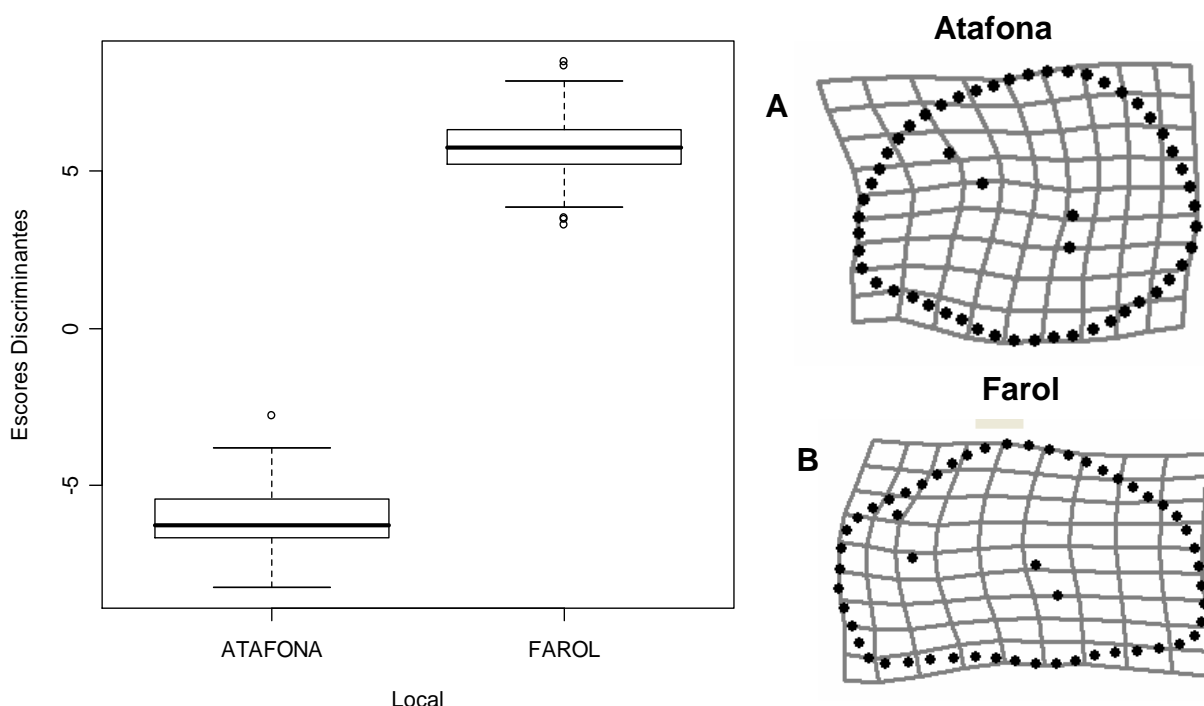 Escores Discriminantes
5
0
-5
ATAFONA FAROL
Local
Atafona
A
Farol
B